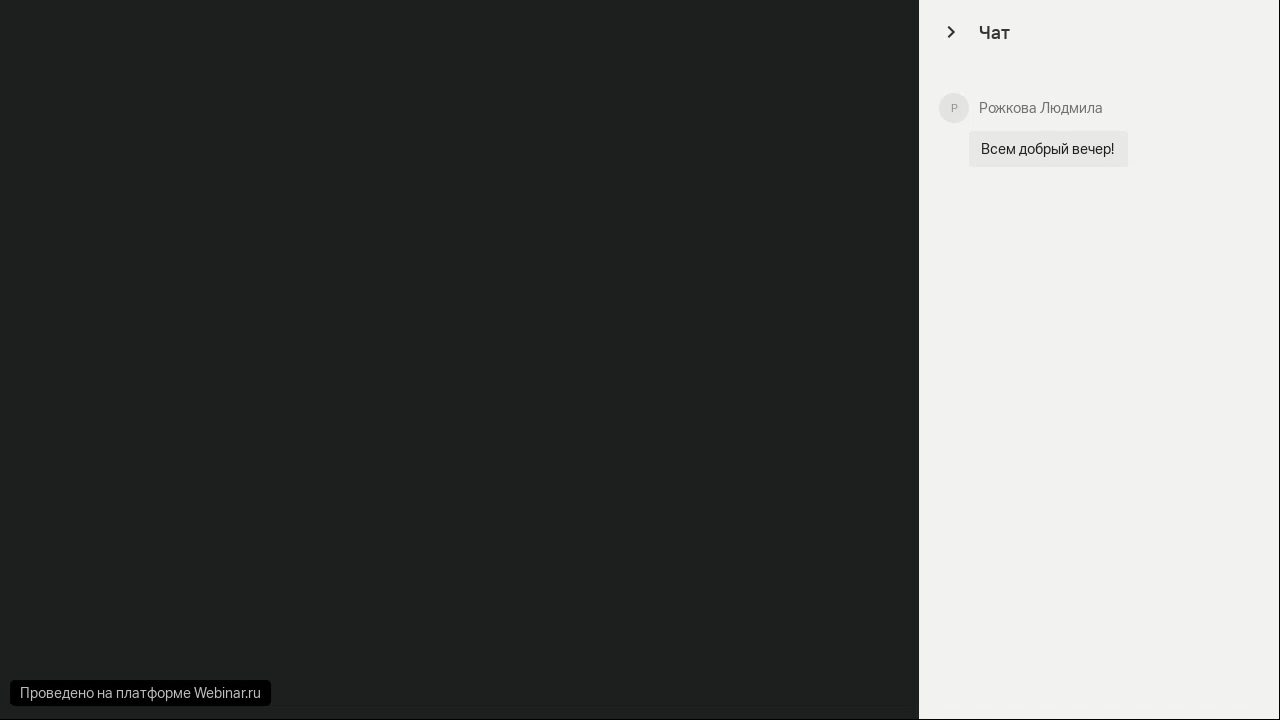 Чат
Р
Рожкова Людмила
Всем добрый вечер!
Проведено на платформе Webinar.ru